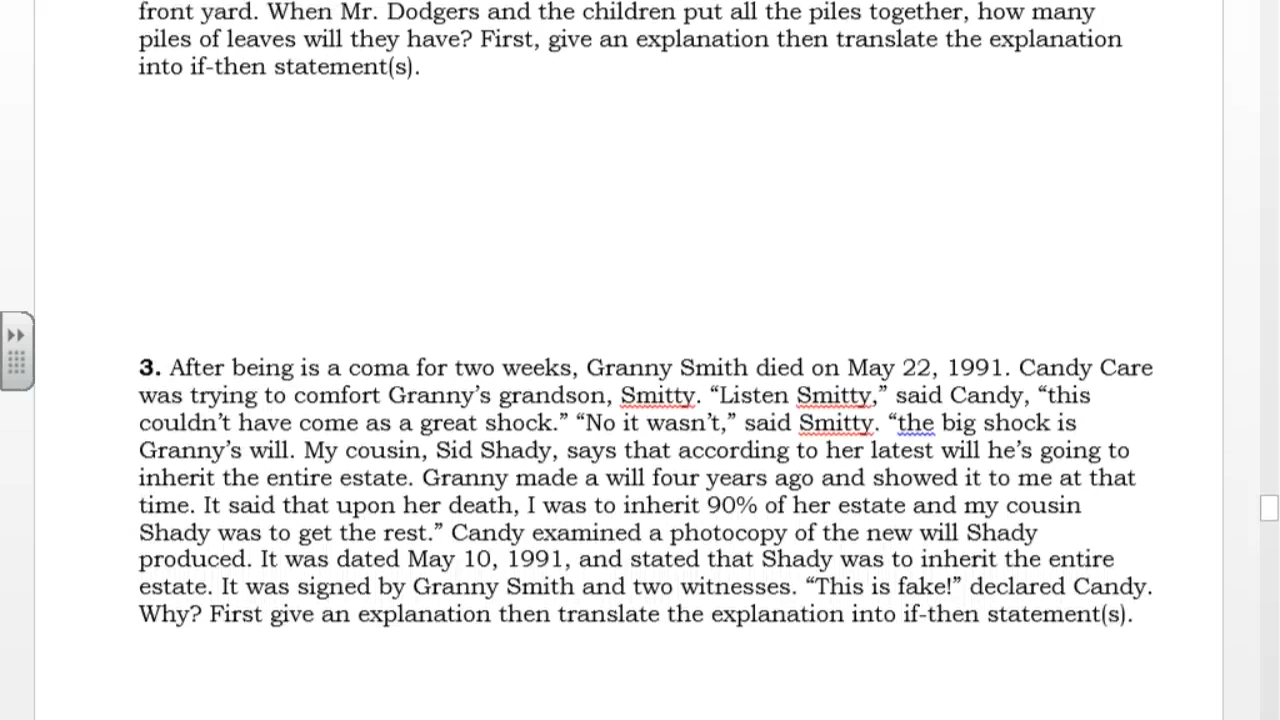 front yard. When Mr. Dodgers and the children put all the piles together, how many
piles of leaves will they have? First, give an explanation then translate the explanation
into if-then statement(s).
3. After being is a coma for two weeks, Granny Smith died on May 22, 1991. Candy Care
was trying to comfort Granny’s grandson, Smitty. “Listen Smitty,” said Candy, “this
couldn’t have come as a great shock.” “No it wasn’t,” said Smitty. “the big shock is
Granny’s will. My cousin, Sid Shady, says that according to her latest will he’s going to
inherit the entire estate. Granny made a will four years ago and showed it to me at that
time. It said that upon her death, I was to inherit 90% of her estate and my cousin
Shady was to get the rest.” Candy examined a photocopy of the new will Shady
produced. It was dated May 10, 1991, and stated that Shady was to inherit the entire
estate. It was signed by Granny Smith and two witnesses. “This is fake!” declared Candy.
Why? First give an explanation then translate the explanation into if-then statement(s).